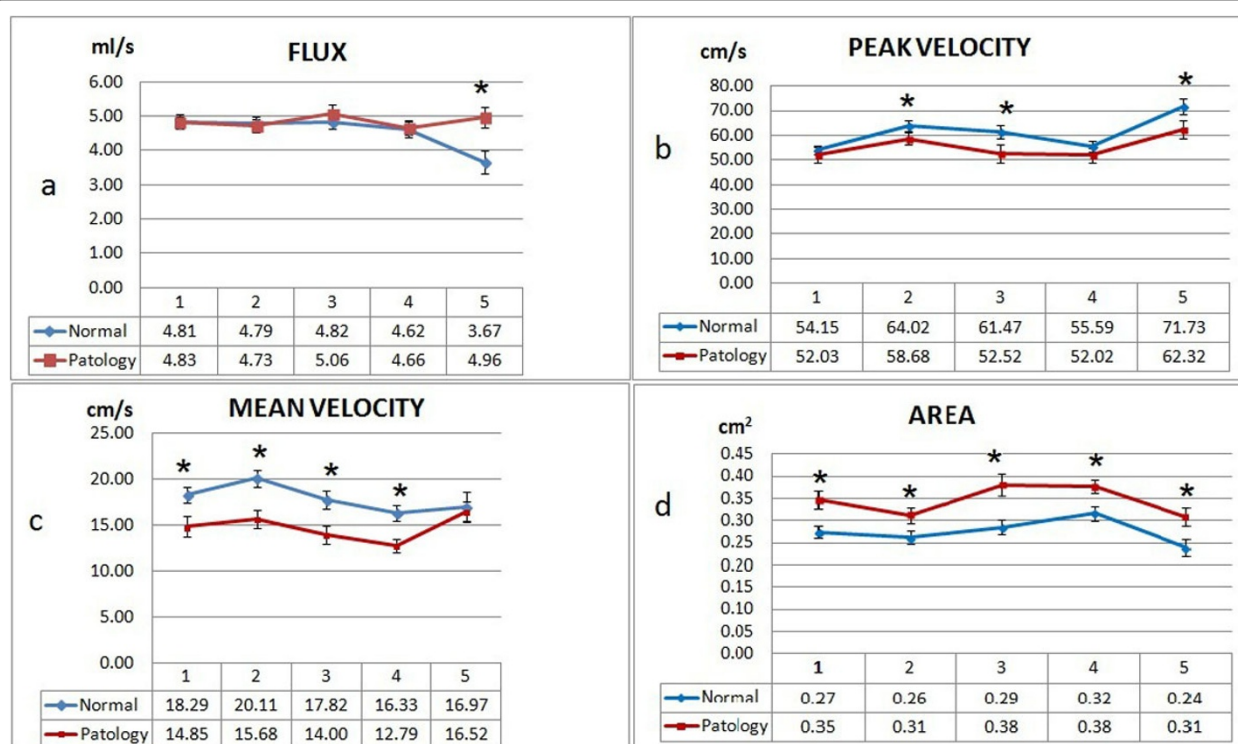 ml/s
FLUX
6.00
*
5.00
4.00
a
3.00
2.00
1.00
0.00
1 2 3 4 5
Normal 4.81 4.79 4.82 4.62 3.67
Patology 4.83 4.73 5.06 4.66 4.96
cm/s
PEAK VELOCITY
80.00
* * *
70.00
60.00
b
50.00
40.00
30.00
20.00
10.00
0.00
1 2 3 4 5
Normal 54.15 64.02 61.47 55.59 71.73
Patology 52.03 58.68 52.52 52.02 62.32
cm/s
MEAN VELOCITY
25.00
* * * *
20.00
c
15.00
10.00
5.00
0.00
1 2 3 4 5
Normal 18.29 20.11 17.82 16.33 16.97
Patology 14.85 15.68 14.00 12.79 16.52
cm2
AREA
0.45
* * * * *
0.40
0.35
d
0.30
0.25
0.20
0.15
0.10
0.05
0.00
1 2 3 4 5
Normal 0.27 0.26 0.29 0.32 0.24
Patology 0.35 0.31 0.38 0.38 0.31